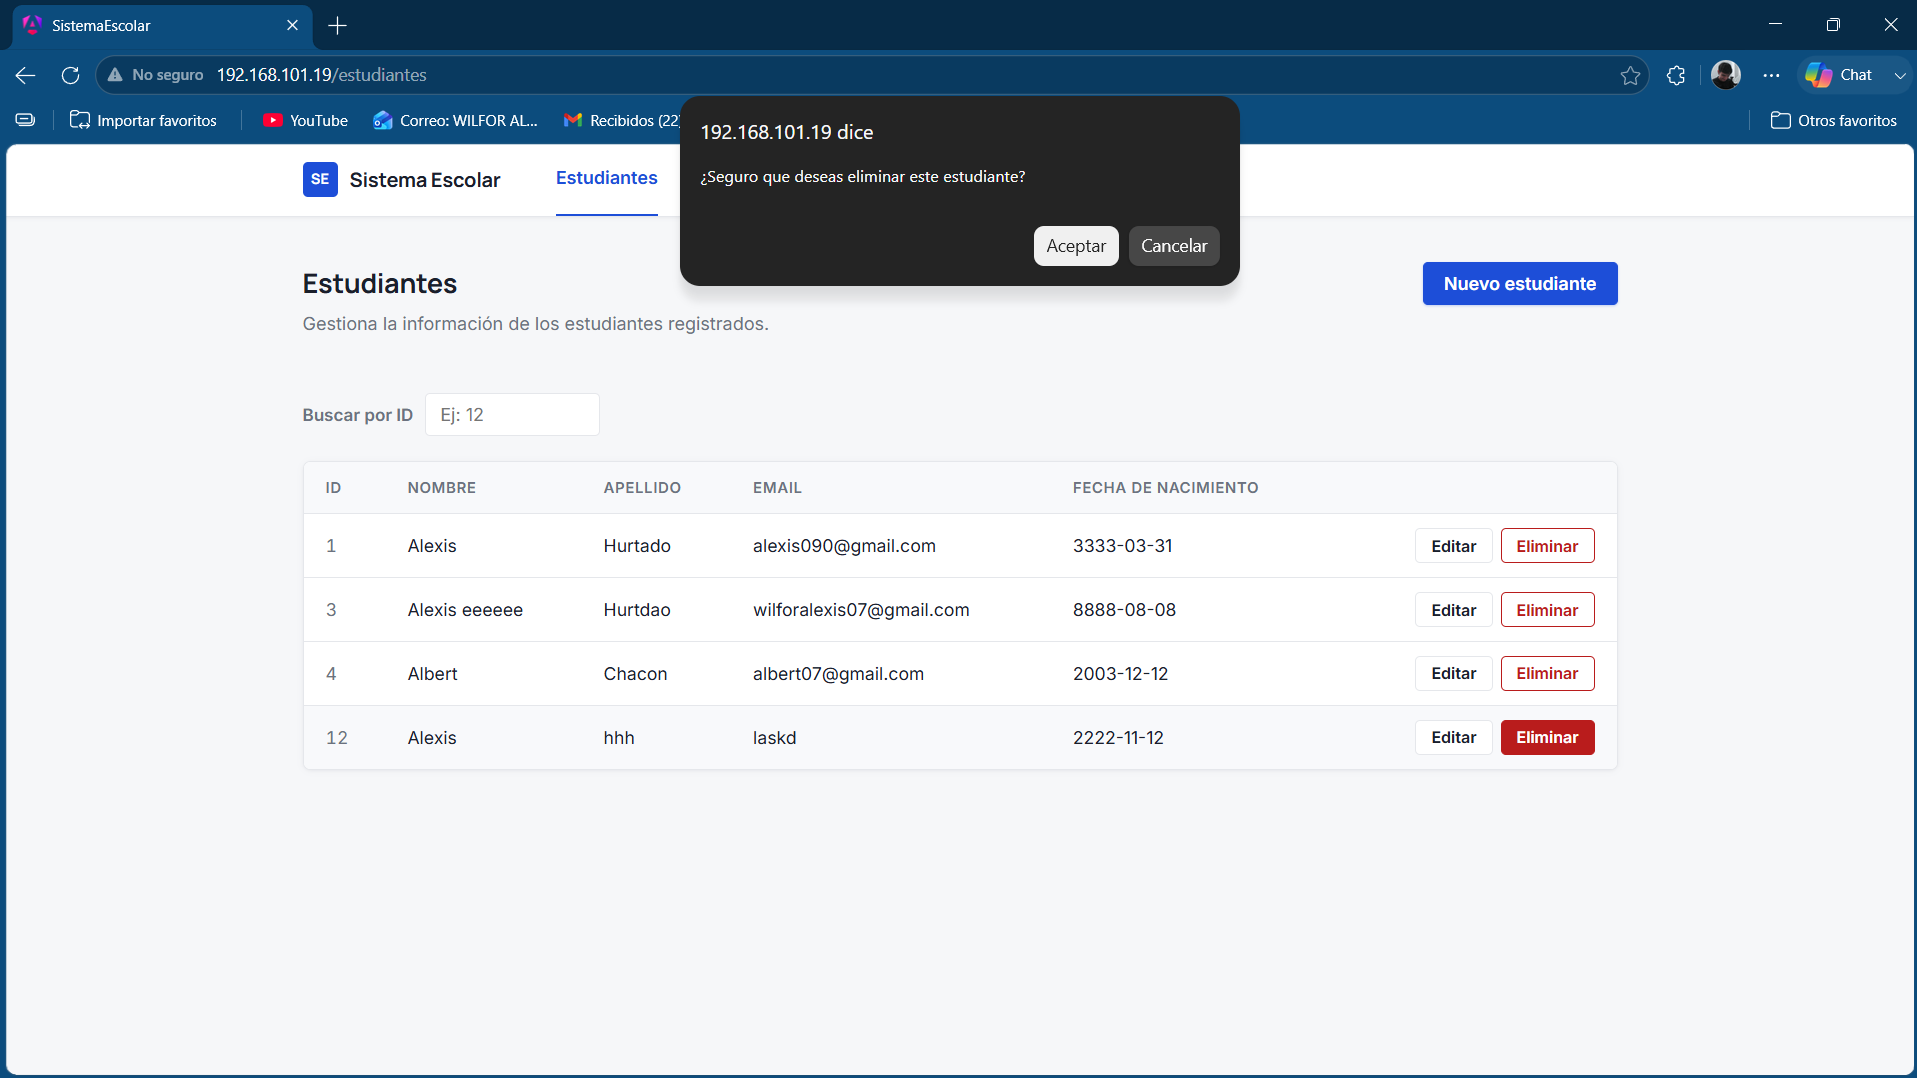 SistemaEscolar
No seguro 192.168.101.19/estudiantes
Chat
Importar favoritos
YouTube
Correo: WILFOR AL...
Recibidos (22)
Otros favoritos
192.168.101.19 dice
¿Seguro que deseas eliminar este estudiante?
Aceptar Cancelar
SE Sistema Escolar Estudiantes
Estudiantes
Nuevo estudiante
Gestiona la información de los estudiantes registrados.
Buscar por ID Ej: 12
ID NOMBRE APELLIDO EMAIL FECHA DE NACIMIENTO
1 Alexis Hurtado alexis090@gmail.com 3333-03-31 Editar Eliminar
3 Alexis eeeeee Hurtdao wilforalexis07@gmail.com 8888-08-08 Editar Eliminar
4 Albert Chacon albert07@gmail.com 2003-12-12 Editar Eliminar
12 Alexis hhh laskd 2222-11-12 Editar Eliminar